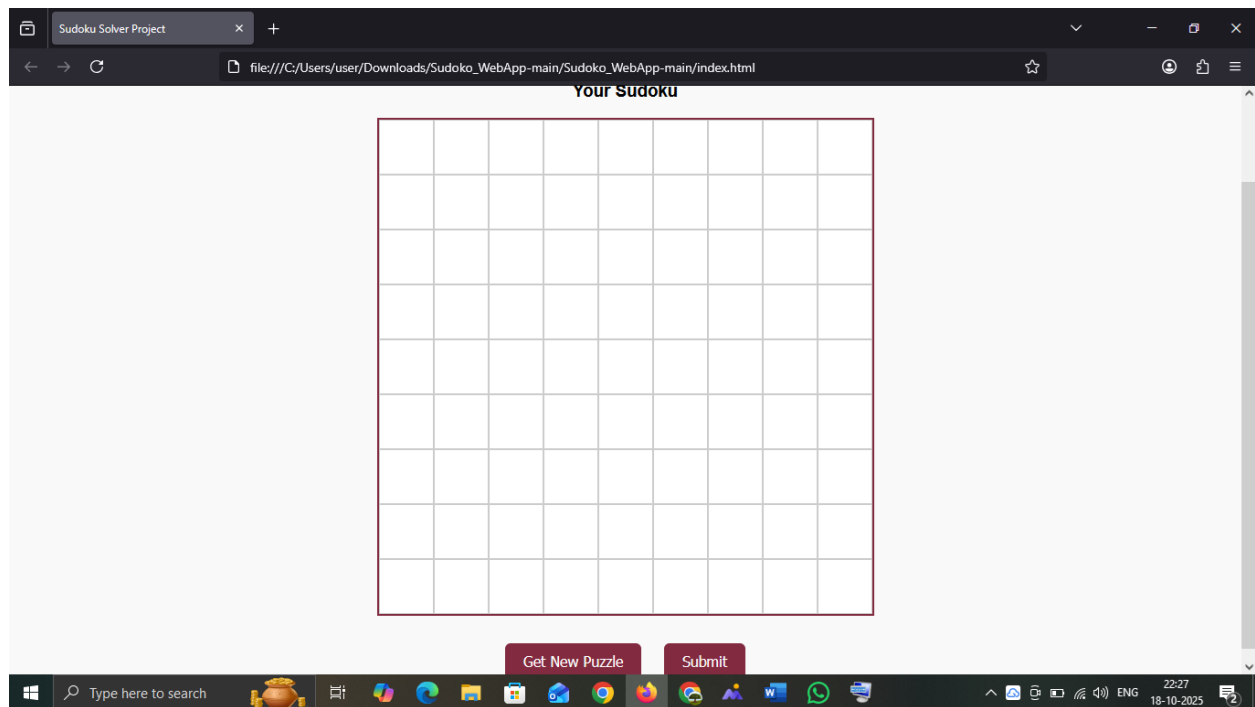 Sudoku Solver Project
file:///C:/Users/user/Downloads/Sudoko_WebApp-main/Sudoko_WebApp-main/index.html
Your Sudoku
Get New Puzzle Submit
Type here to search
ENG
22:27
18-10-2025
2